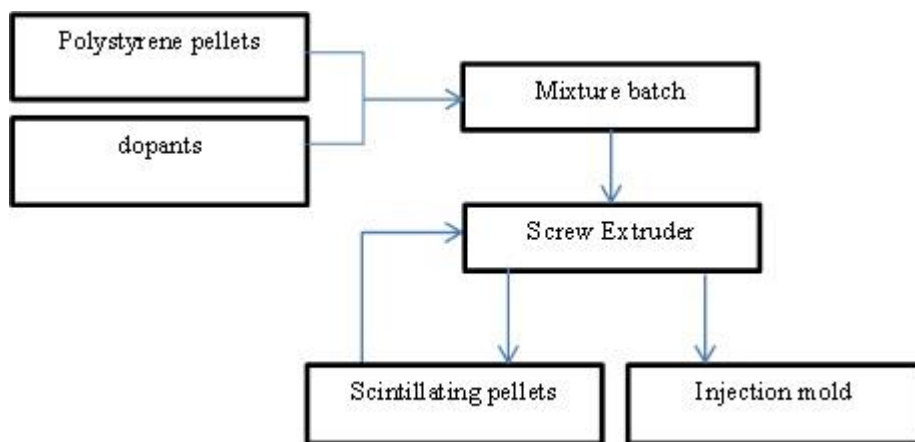 Polystyrene pellets
dopants
Mixture batch
Screw Extruder
Scintillating pellets
Injection mold